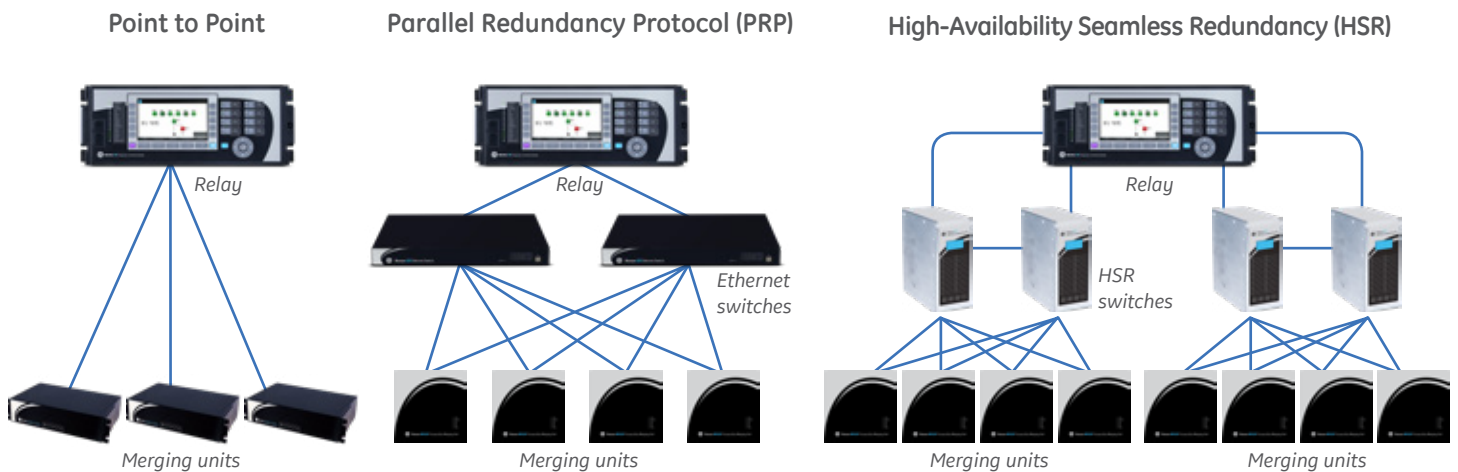 Point to Point
Parallel Redundancy Protocol (PRP)
High-Availability Seamless Redundancy (HSR)
Relay
Relay
Relay
Ethernet
switches
HSR
switches
Merging units
Merging units
Merging units
Merging units